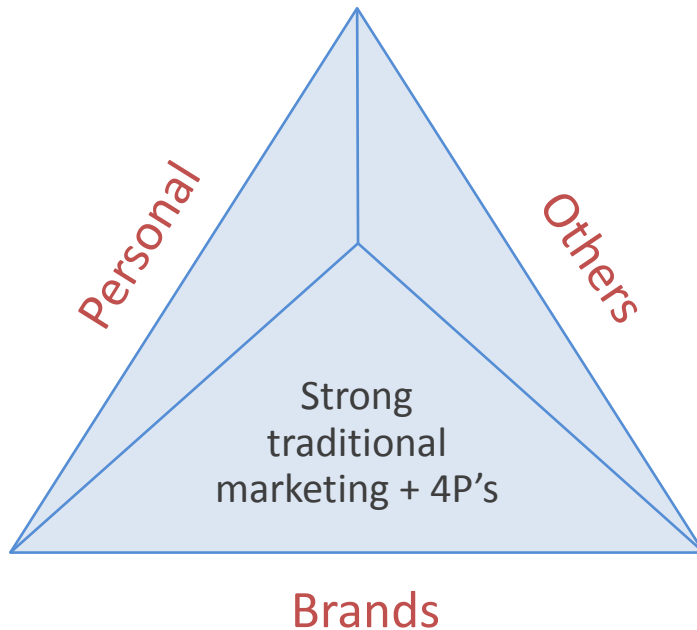 Personal
Others
Strong
traditional
marketing + 4P’s
Brands